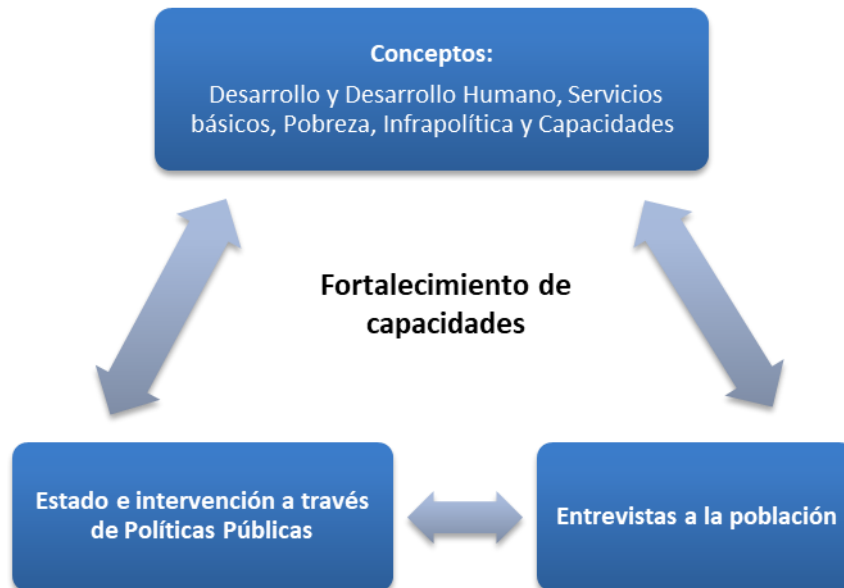 Conceptos:
Desarrollo y Desarrollo Humano, Servicios
básicos, Pobreza, Infrapolítica y Capacidades
Fortalecimiento de
capacidades
Estado e intervención a través
de Políticas Públicas
Entrevistas a la población